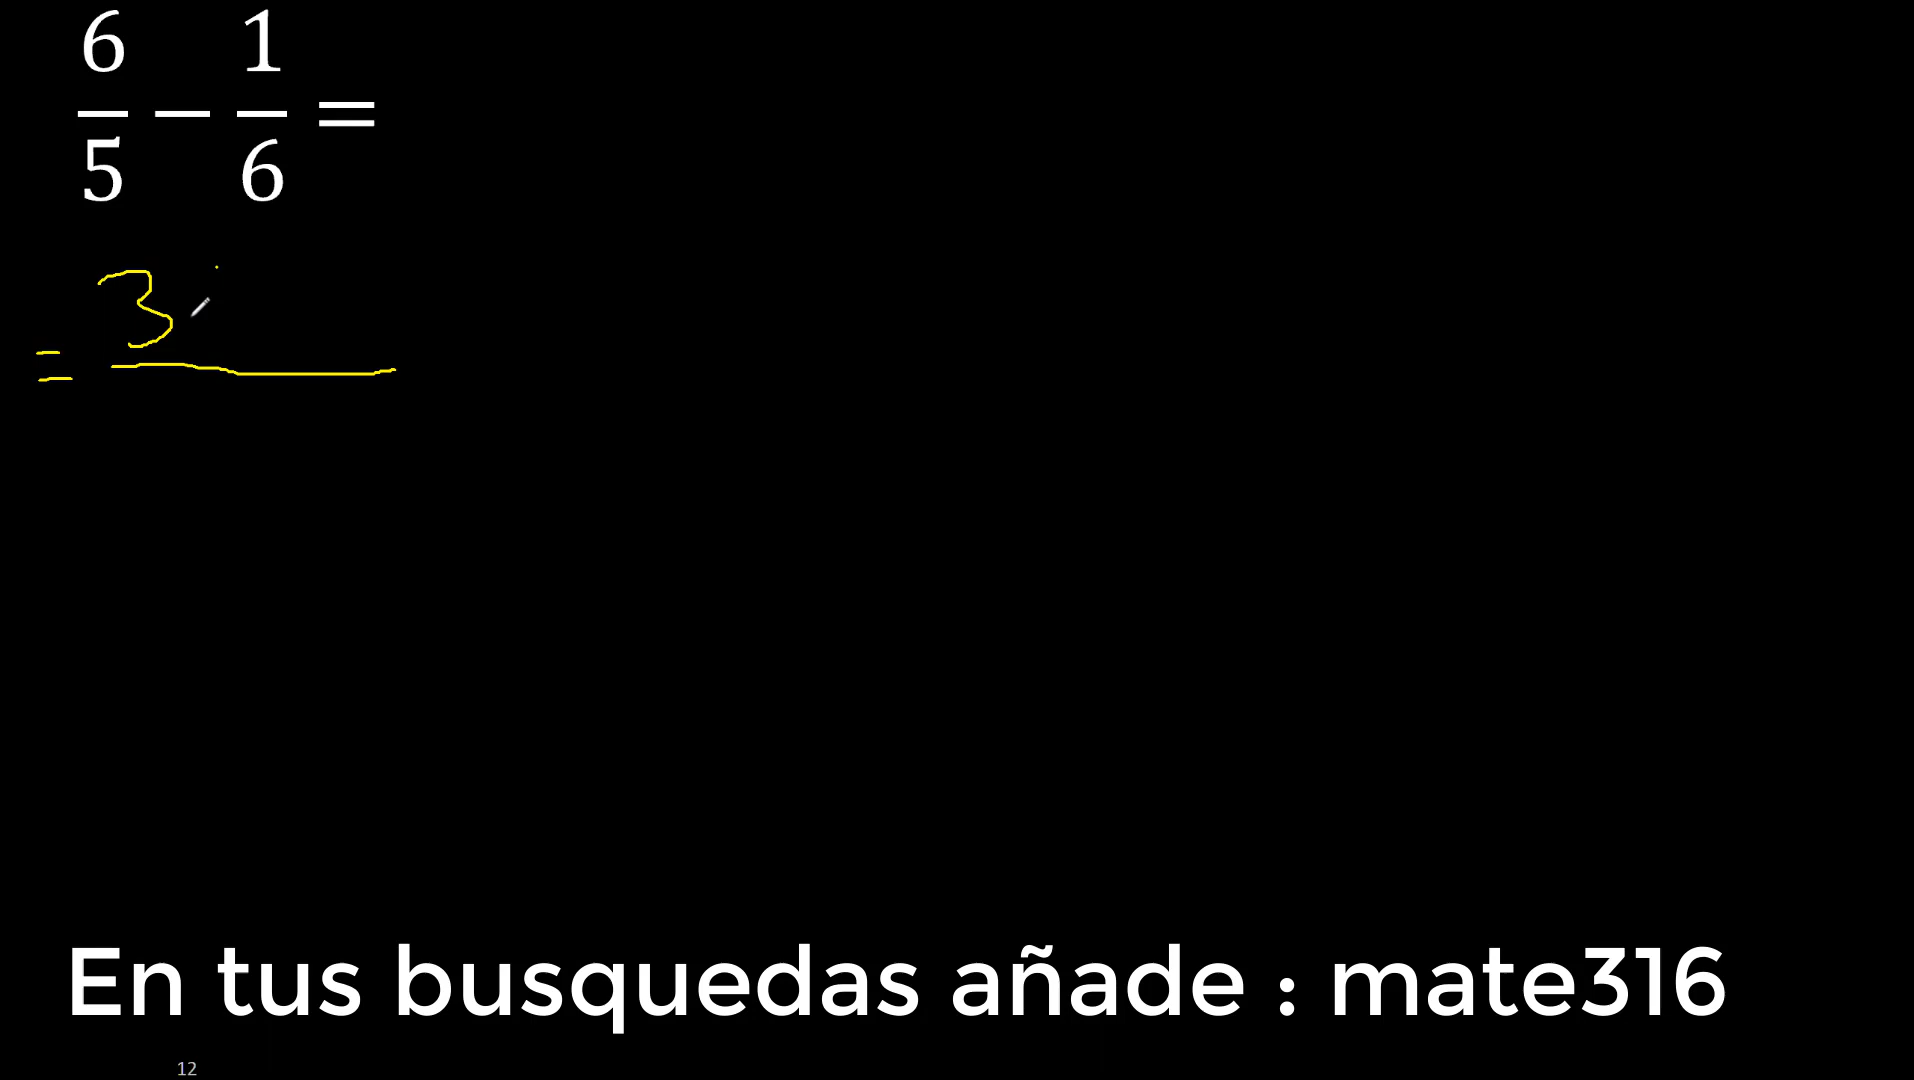 6/5 − 1/6 =
= 3
En tus busquedas añade : mate316
12